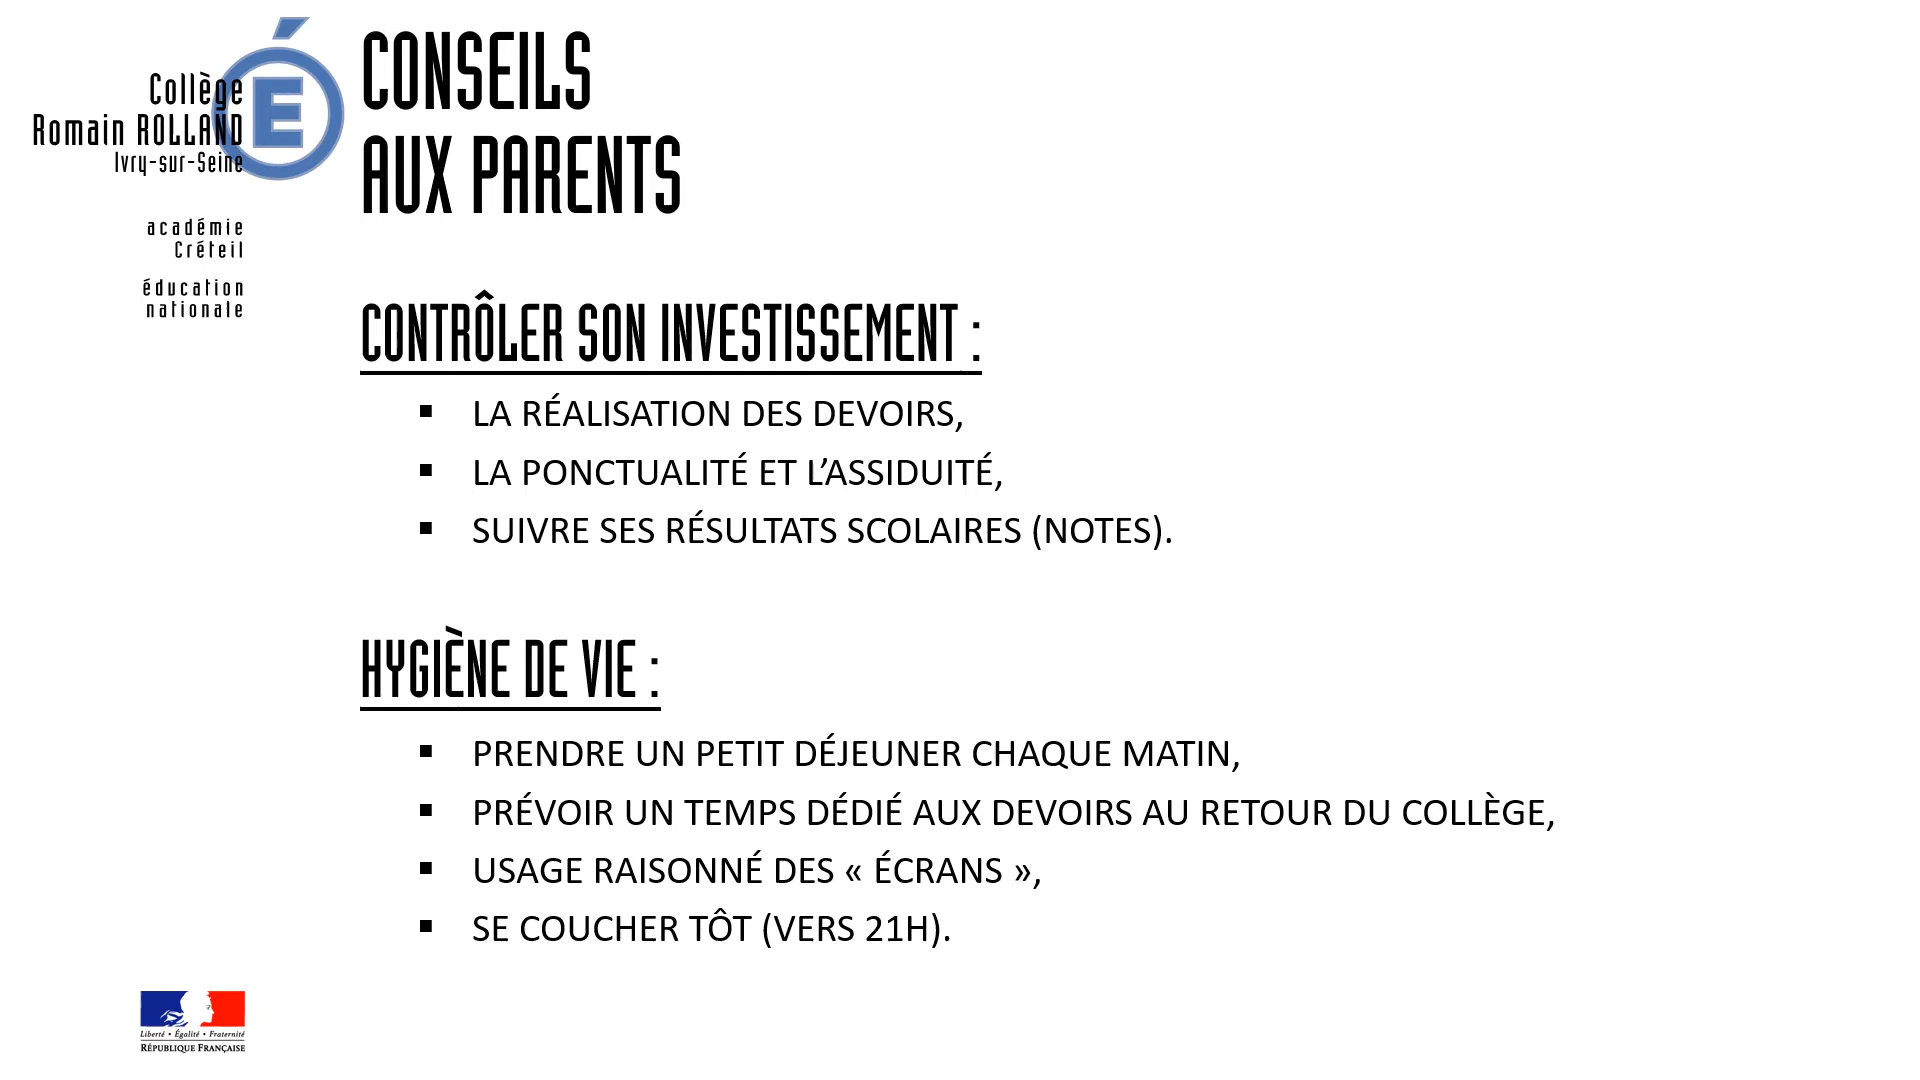 Collège
Romain ROLLAND
Ivry-sur-Seine
académie
Créteil
éducation
nationale
É
CONSEILS
AUX PARENTS
CONTRÔLER SON INVESTISSEMENT :
▪ LA RÉALISATION DES DEVOIRS,
▪ LA PONCTUALITÉ ET L’ASSIDUITÉ,
▪ SUIVRE SES RÉSULTATS SCOLAIRES (NOTES).
HYGIÈNE DE VIE :
▪ PRENDRE UN PETIT DÉJEUNER CHAQUE MATIN,
▪ PRÉVOIR UN TEMPS DÉDIÉ AUX DEVOIRS AU RETOUR DU COLLÈGE,
▪ USAGE RAISONNÉ DES « ÉCRANS »,
▪ SE COUCHER TÔT (VERS 21H).
Liberté • Égalité • Fraternité
RÉPUBLIQUE FRANÇAISE